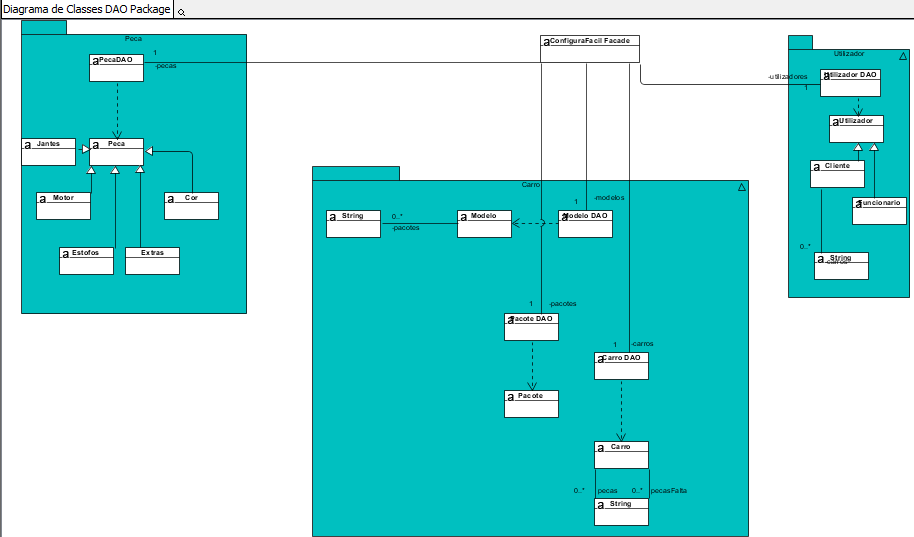 Diagrama de Classes DAO Package
Peca
a PecaDAO
1
-pecas
a Jantes
a Peca
a Motor
a Cor
a Estofos
Extras
a ConfiguraFacil Facade
Utilizador
-utilizadores
1
a Utilizador DAO
a Utilizador
a Cliente
a Funcionario
0..*
a String
-carros
Carro
a String
0..*
-pacotes
a Modelo
1
-modelos
a Modelo DAO
1
-pacotes
a Pacote DAO
a Pacote
1
-carros
a Carro DAO
a Carro
0..*
pecas
0..*
pecasFalta
a String